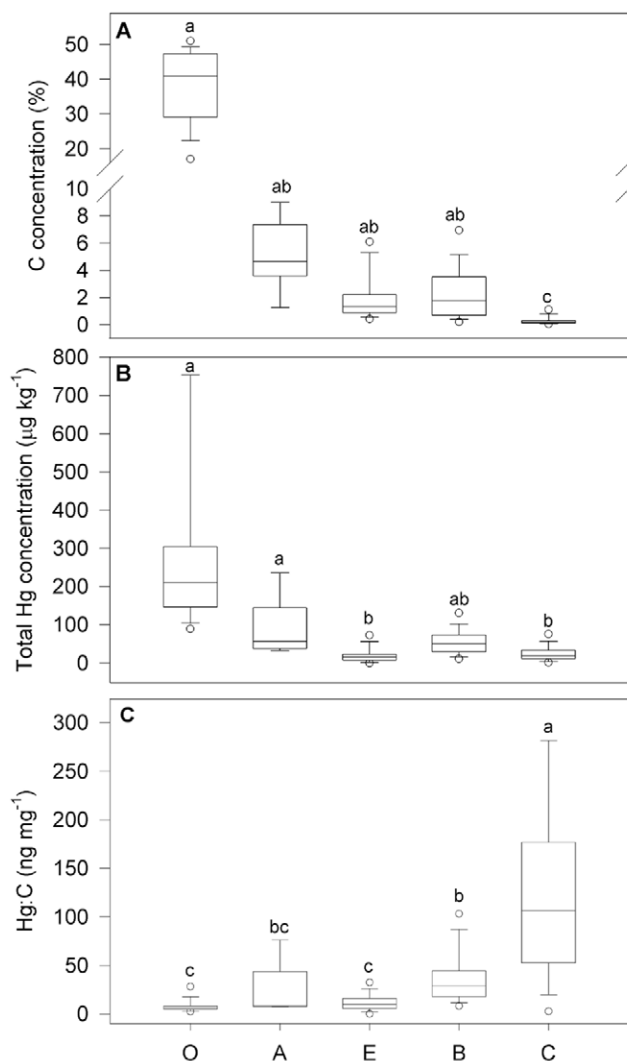 A
C concentration (%)
50
40
30
20
10
8
6
4
2
0
a
ab
ab
ab
c
B
Total Hg concentration (µg kg⁻¹)
800
700
600
500
400
300
200
100
0
a
a
b
ab
b
C
Hg:C (ng mg⁻¹)
300
250
200
150
100
50
0
c
bc
c
b
a
O A E B C